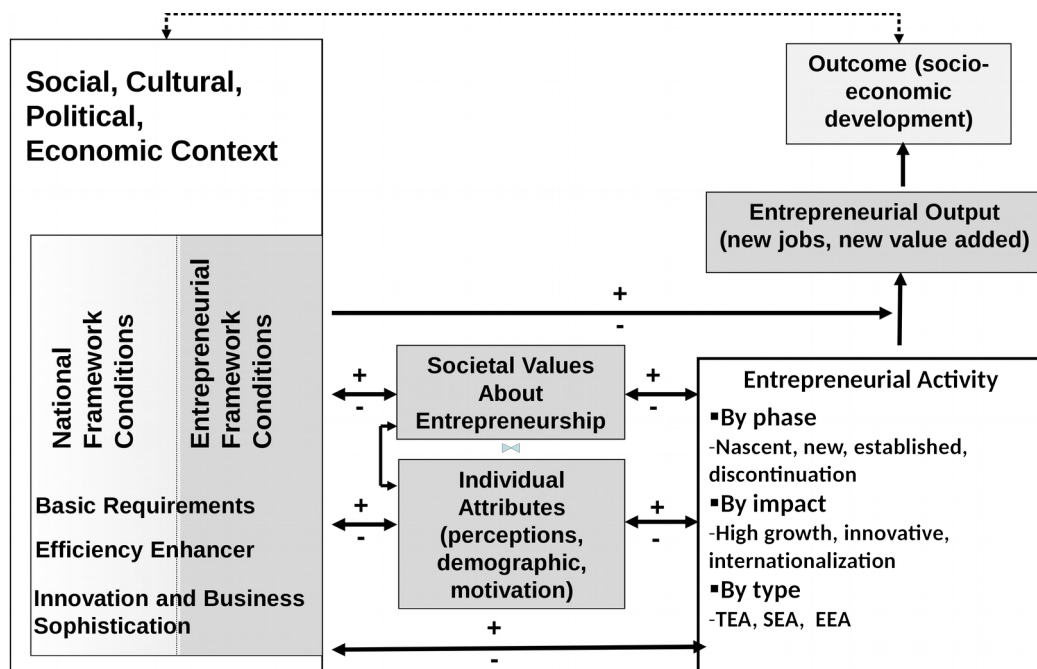 Social, Cultural,
Political,
Economic Context
National
Framework
Conditions
Entrepreneurial
Framework
Conditions
Basic Requirements
Efficiency Enhancer
Innovation and Business
Sophistication
Outcome (socio-
economic
development)
Entrepreneurial Output
(new jobs, new value added)
+
-
+
-
Societal Values
About
Entrepreneurship
+
-
+
-
Individual
Attributes
(perceptions,
demographic,
motivation)
+
-
+
-
Entrepreneurial Activity
▪By phase
-Nascent, new, established,
discontinuation
▪By impact
-High growth, innovative,
internationalization
▪By type
-TEA, SEA, EEA